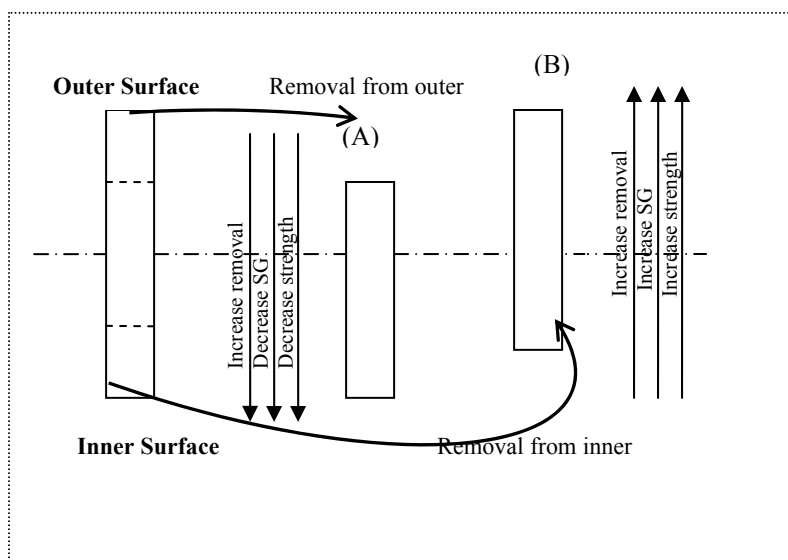 (B)
Outer Surface
Removal from outer
(A)
Increase removal
Decrease SG
Decrease strength
Increase removal
Increase SG
Increase strength
Inner Surface
Removal from inner